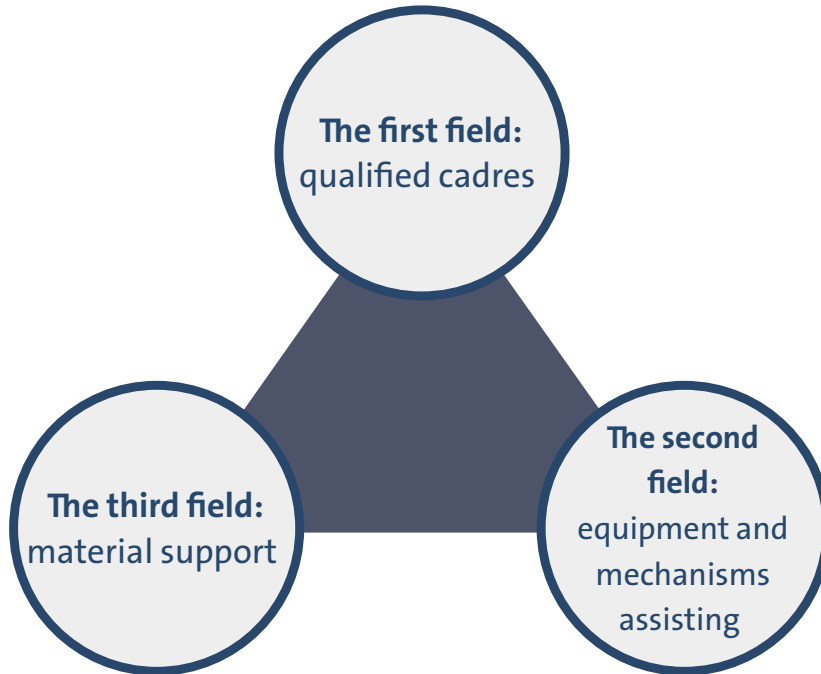 The first field:
qualified cadres
The second
field:
equipment and
mechanisms
assisting
The third field:
material support